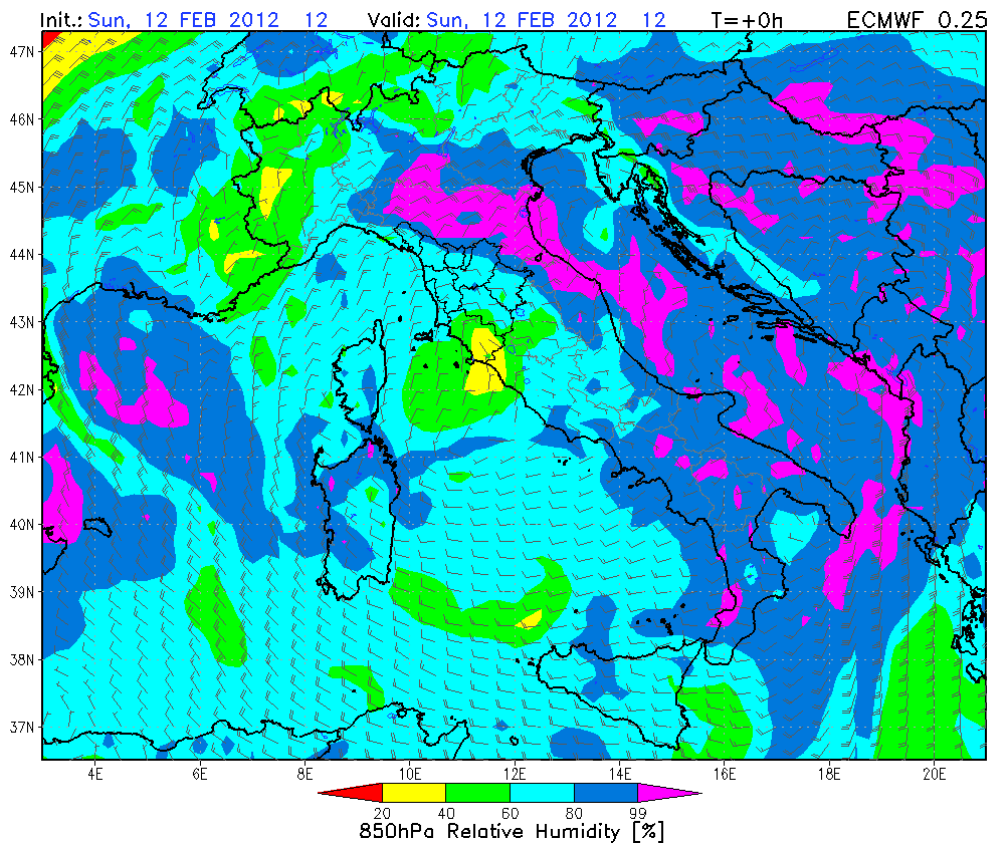 Init.: Sun, 12 FEB 2012 12 Valid: Sun, 12 FEB 2012 12 T=+0h ECMWF 0.25
47N
46N
45N
44N
43N
42N
41N
40N
39N
38N
37N
4E 6E 8E 10E 12E 14E 16E 18E 20E
20 40 60 80 99
850hPa Relative Humidity [%]